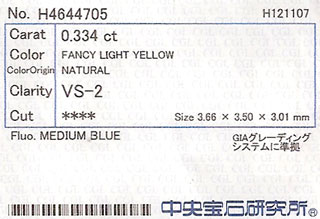 No. H4644705 H121107
Carat 0.334 ct
Color FANCY LIGHT YELLOW
ColorOrigin NATURAL
Clarity VS-2
Cut **** Size 3.66 × 3.50 × 3.01 mm
Fluo. MEDIUM BLUE GIAグレーディング
システムに準拠
中央宝石研究所®